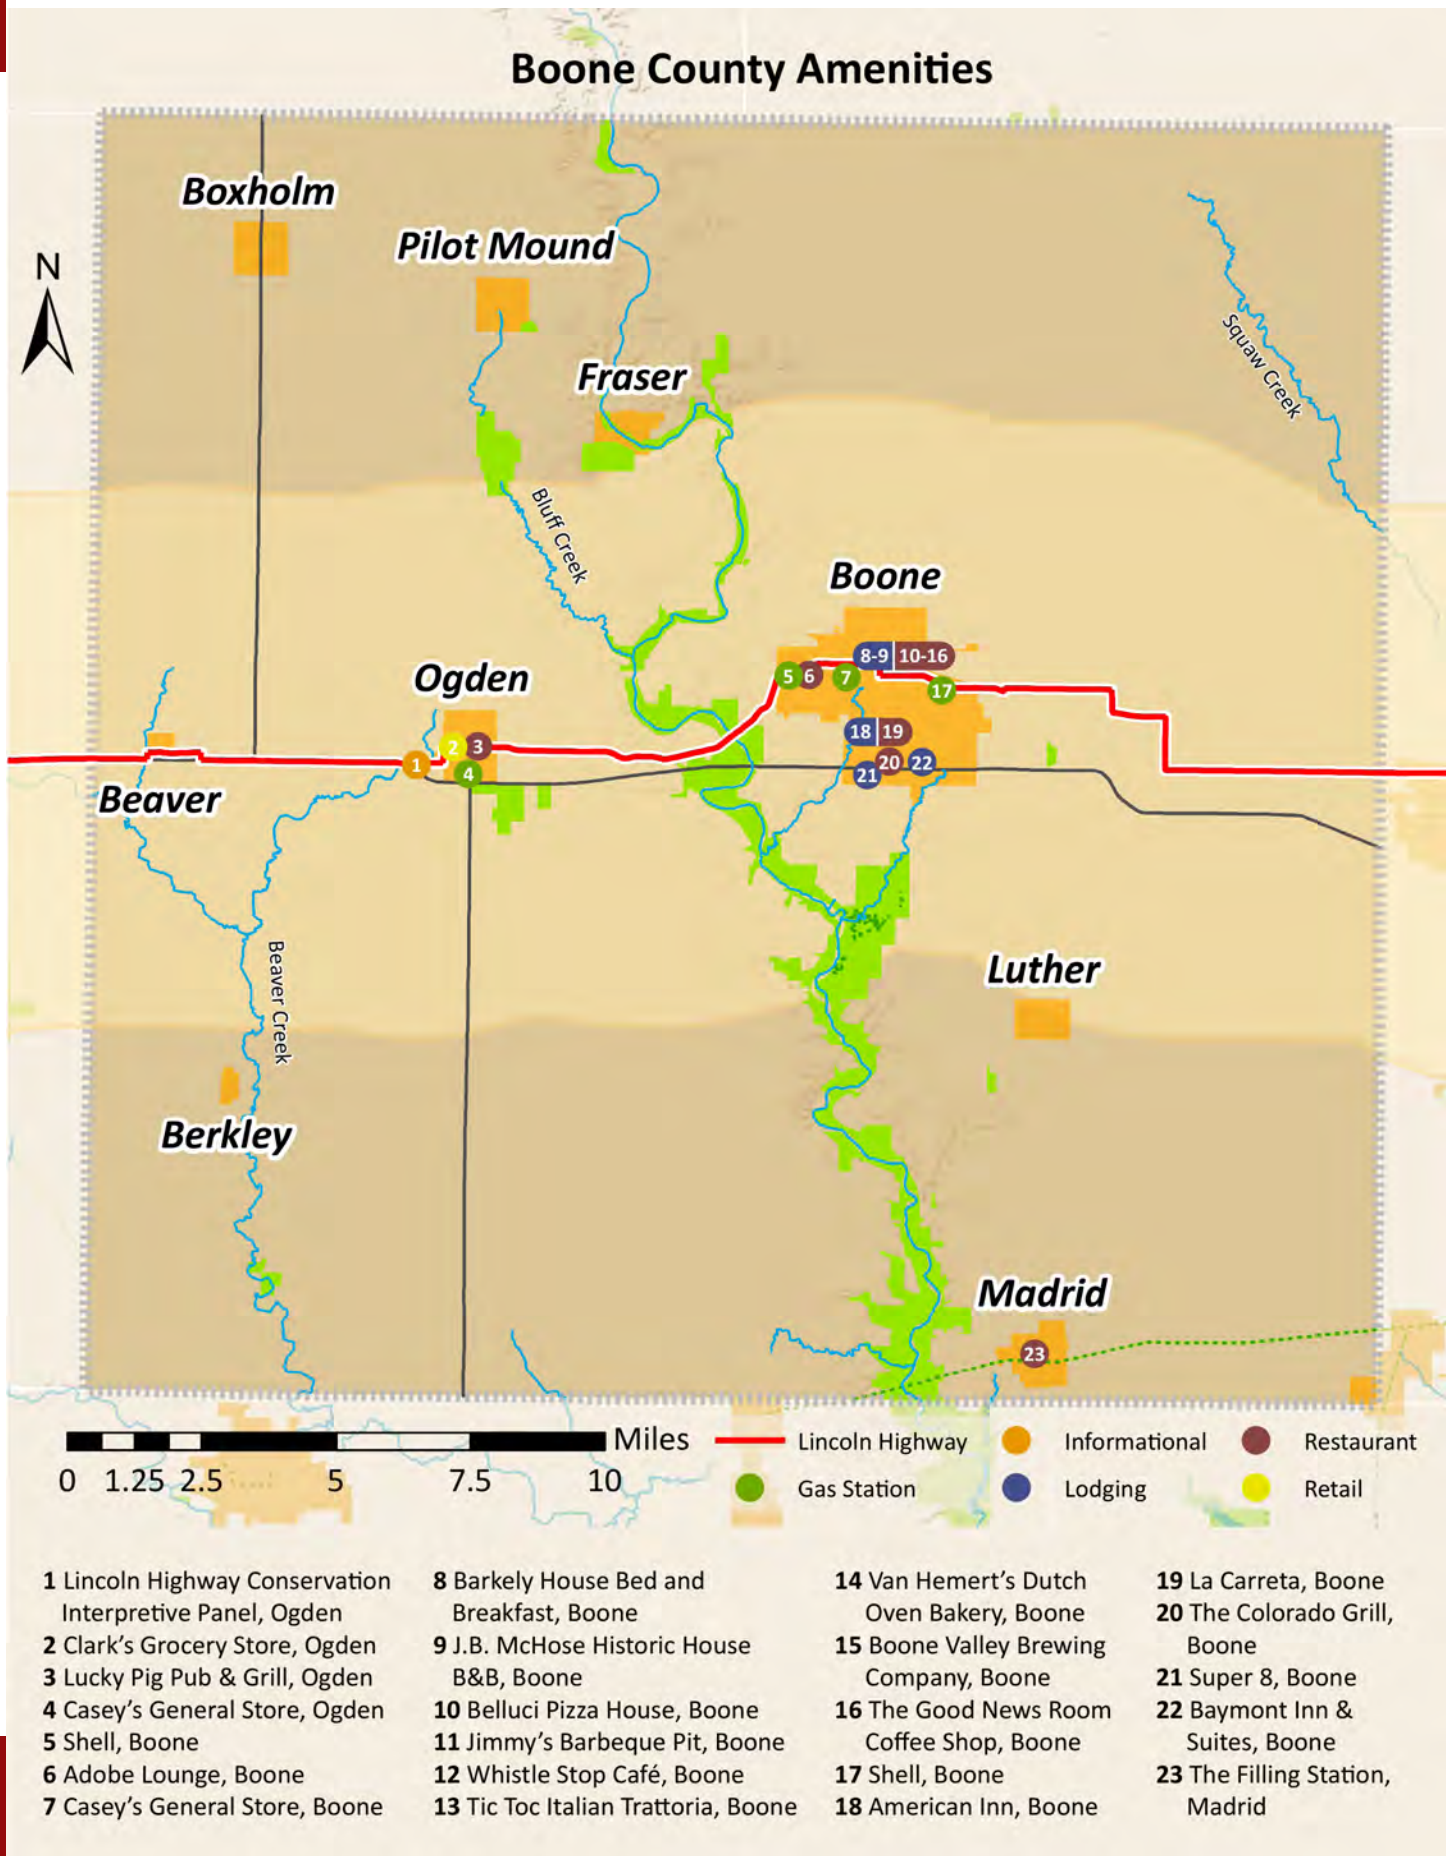 Boone County Amenities
Boxholm
N
Pilot Mound
Squaw Creek
Fraser
Bluff Creek
Boone
8-9 10-16
5 6 7
17
Ogden
2 3
1
4
18 19
20 22
21
Beaver
Beaver Creek
Luther
Berkley
Madrid
23
Miles
0 1.25 2.5 5 7.5 10
Lincoln Highway
Informational
Restaurant
Gas Station
Lodging
Retail
1 Lincoln Highway Conservation
Interpretive Panel, Ogden
2 Clark's Grocery Store, Ogden
3 Lucky Pig Pub & Grill, Ogden
4 Casey's General Store, Ogden
5 Shell, Boone
6 Adobe Lounge, Boone
7 Casey's General Store, Boone
8 Barkely House Bed and
Breakfast, Boone
9 J.B. McHose Historic House
B&B, Boone
10 Belluci Pizza House, Boone
11 Jimmy's Barbeque Pit, Boone
12 Whistle Stop Café, Boone
13 Tic Toc Italian Trattoria, Boone
14 Van Hemert's Dutch
Oven Bakery, Boone
15 Boone Valley Brewing
Company, Boone
16 The Good News Room
Coffee Shop, Boone
17 Shell, Boone
18 American Inn, Boone
19 La Carreta, Boone
20 The Colorado Grill,
Boone
21 Super 8, Boone
22 Baymont Inn &
Suites, Boone
23 The Filling Station,
Madrid